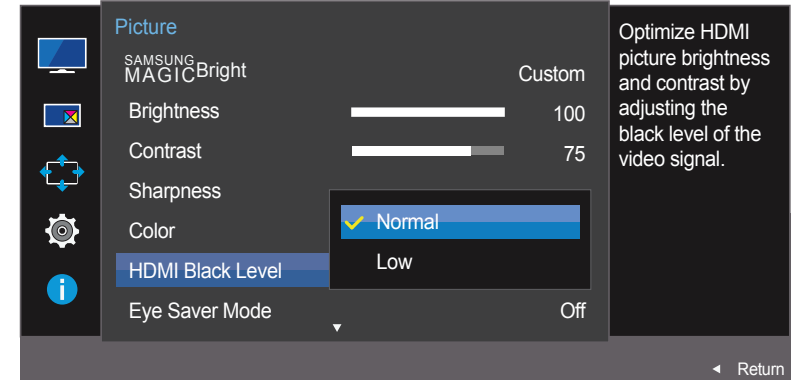 Picture
SAMSUNG
MAGICBright Custom
Brightness 100
Contrast 75
Sharpness
Color
HDMI Black Level
Eye Saver Mode Off
Normal
Low
Optimize HDMI
picture brightness
and contrast by
adjusting the
black level of the
video signal.
Return